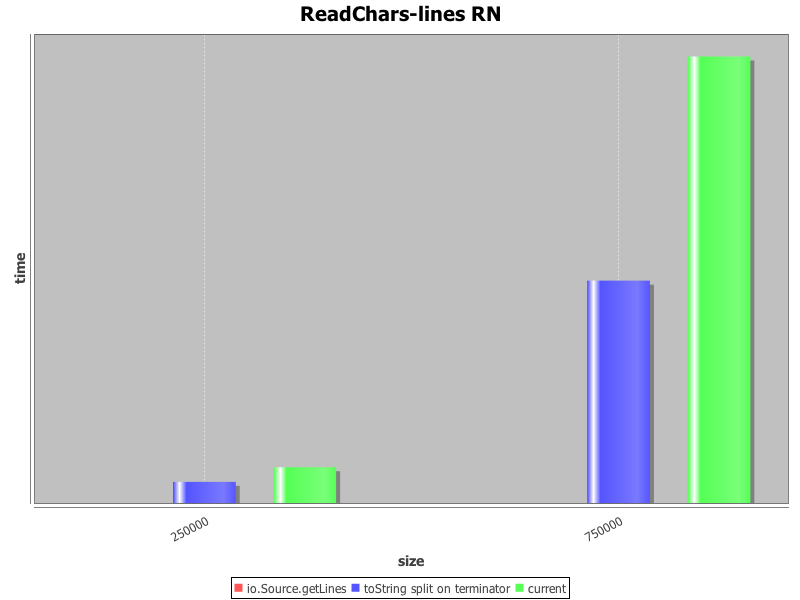 ReadChars-lines RN
time
250000
750000
size
io.Source.getLines toString split on terminator current